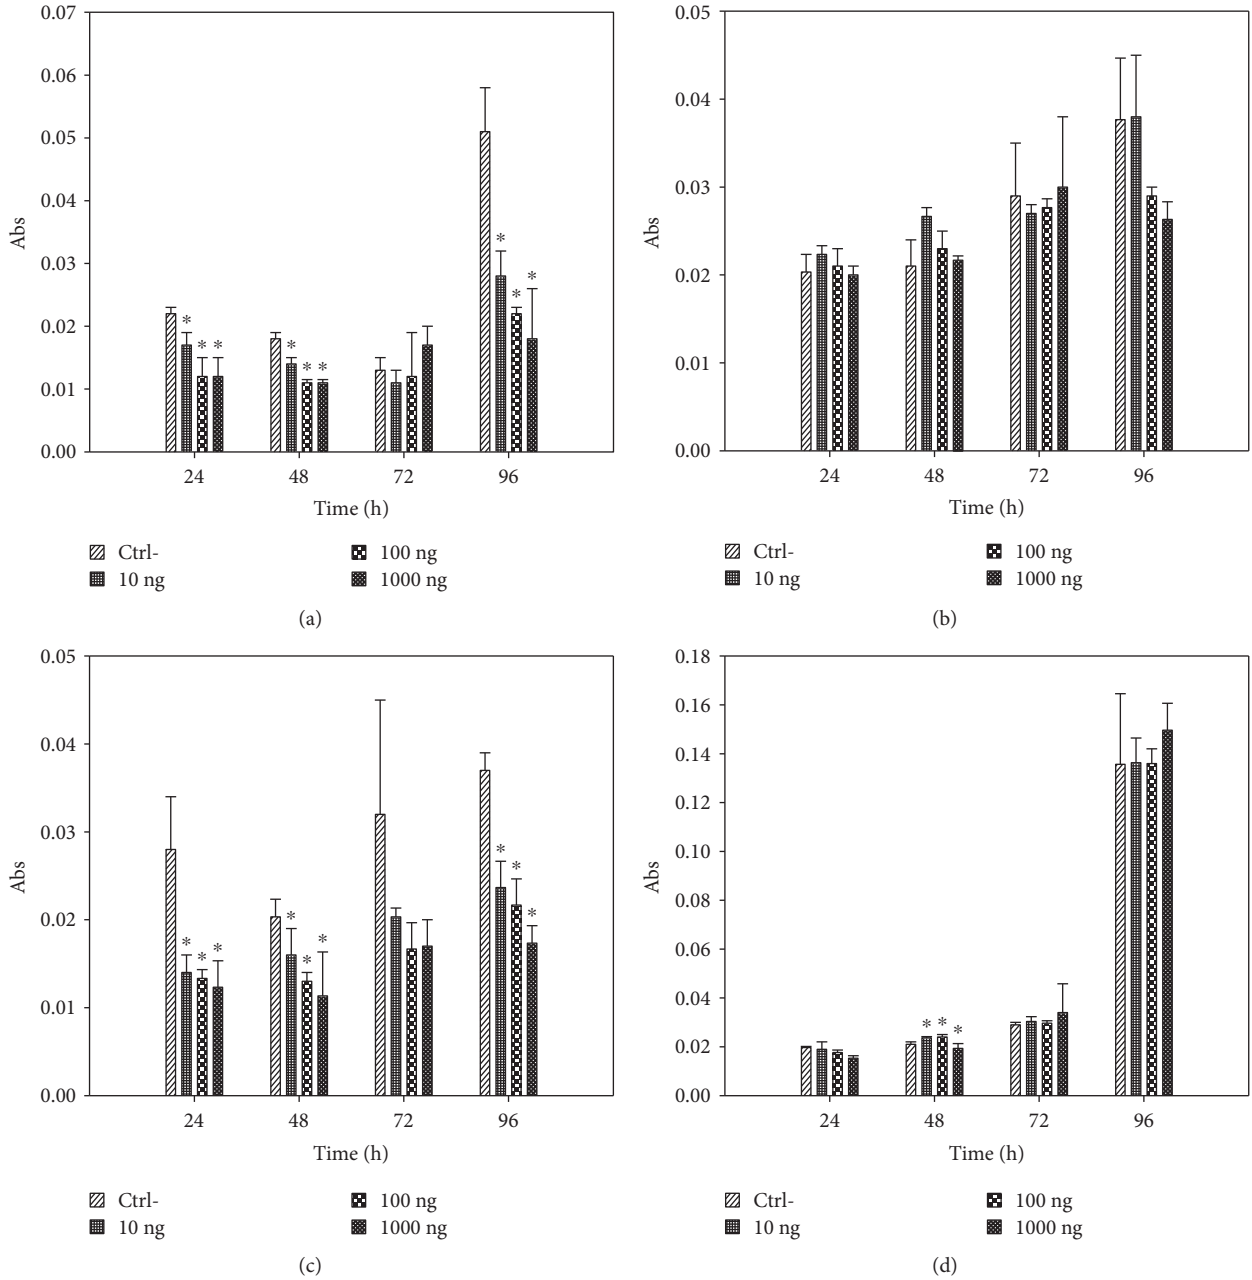 0.07
0.06
0.05
0.04
0.03
0.02
0.01
0.00
Abs
* * * * * * * * *
24 48 72 96
Time (h)
Ctrl- 100 ng
10 ng 1000 ng
(a)
0.05
0.04
0.03
0.02
0.01
0.00
Abs
24 48 72 96
Time (h)
Ctrl- 100 ng
10 ng 1000 ng
(b)
0.05
0.04
0.03
0.02
0.01
0.00
Abs
* * * * * * * * *
24 48 72 96
Time (h)
Ctrl- 100 ng
10 ng 1000 ng
(c)
0.18
0.16
0.14
0.12
0.10
0.08
0.06
0.04
0.02
0.00
Abs
* * *
24 48 72 96
Time (h)
Ctrl- 100 ng
10 ng 1000 ng
(d)